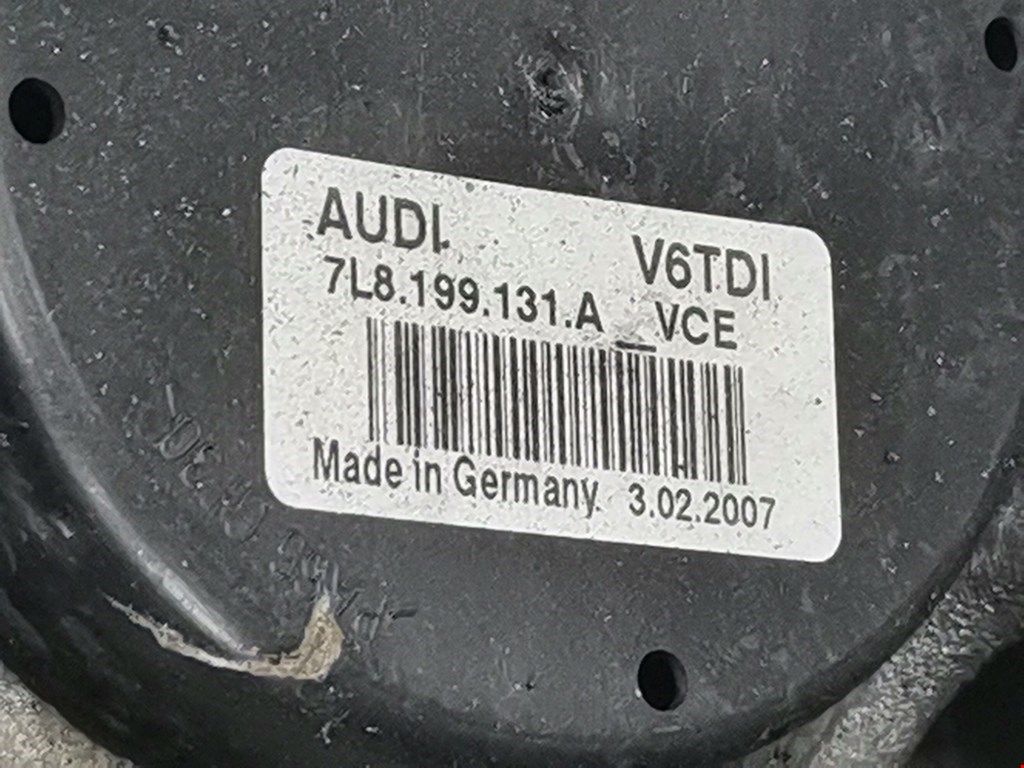 AUDI
V6TDI
7L8.199.131.A _VCE
Made in Germany 3.02.2007